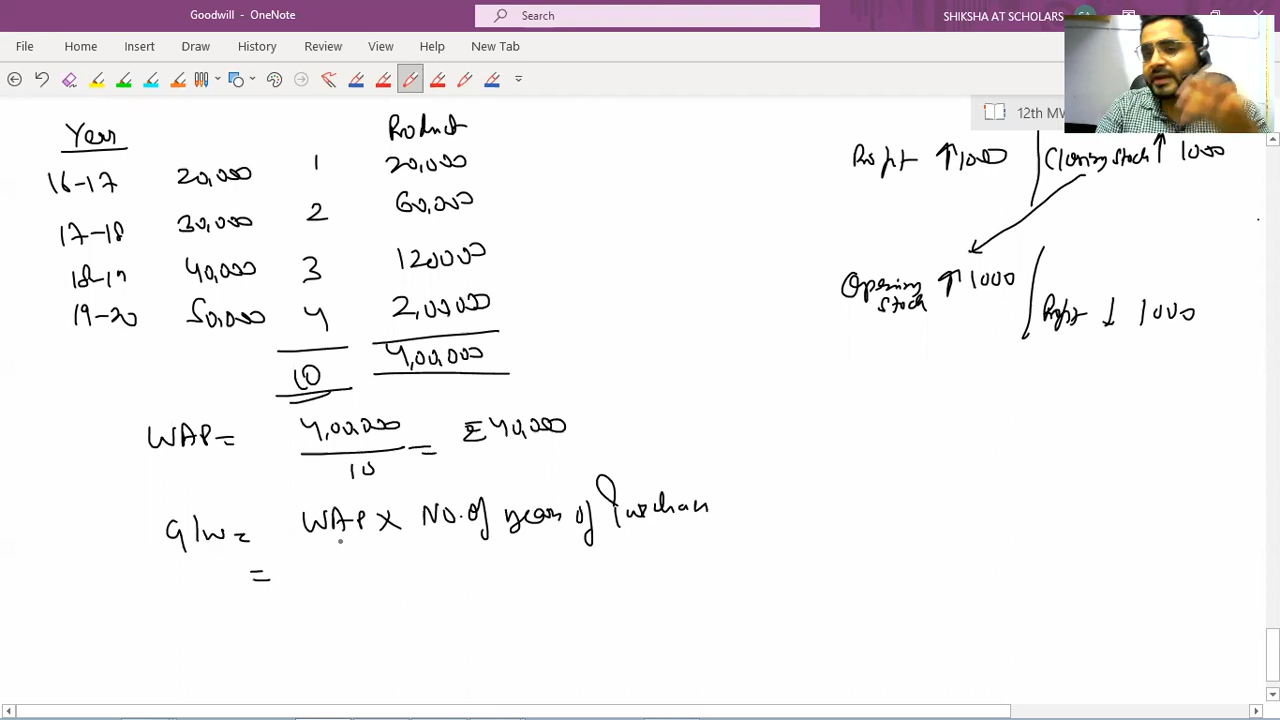 Goodwill - OneNote
Search
SHIKSHA AT SCHOLARS
File Home Insert Draw History Review View Help New Tab
12th
Year Product
16-17 20,000 1 20,000
17-18 30,000 2 60,000
18-19 40,000 3 120000
19-20 50,000 4 2,00,000
10 4,00,000
WAP = 4,00,000 / 10 = ₹ 40,000
G/w = WAP X No. of years of Purchase
=
Profit ↑ 1000 Closing Stock ↑ 1000
Opening Stock ↑ 1000 Profit ↓ 1000